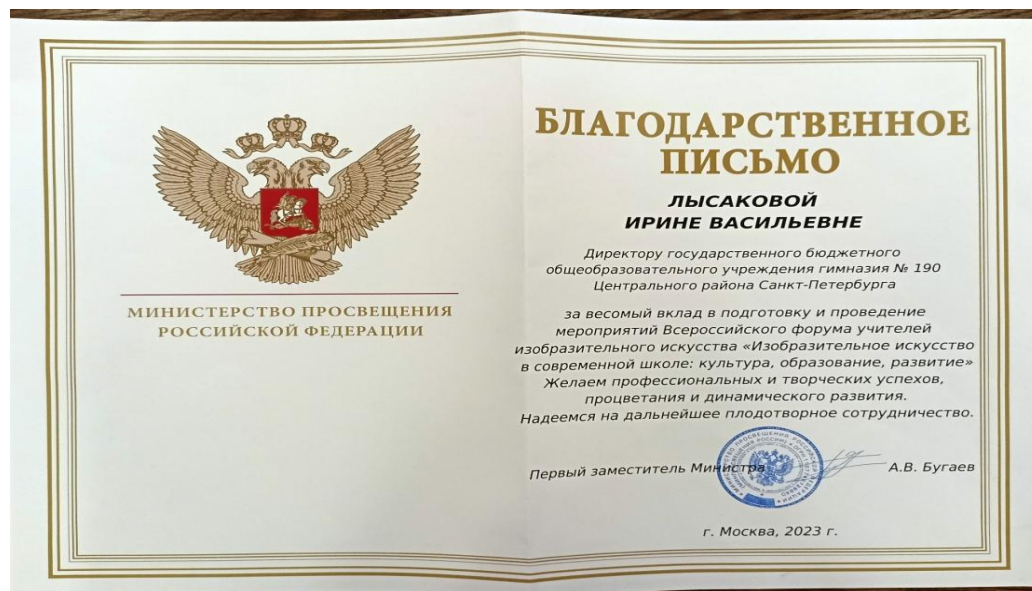 МИНИСТЕРСТВО ПРОСВЕЩЕНИЯ
РОССИЙСКОЙ ФЕДЕРАЦИИ
БЛАГОДАРСТВЕННОЕ
ПИСЬМО
ЛЫСАКОВОЙ
ИРИНЕ ВАСИЛЬЕВНЕ
Директору государственного бюджетного
общеобразовательного учреждения гимназия № 190
Центрального района Санкт-Петербурга
за весомый вклад в подготовку и проведение
мероприятий Всероссийского форума учителей
изобразительного искусства «Изобразительное искусство
в современной школе: культура, образование, развитие»
Желаем профессиональных и творческих успехов,
процветания и динамического развития.
Надеемся на дальнейшее плодотворное сотрудничество.
Первый заместитель Министра
А.В. Бугаев
г. Москва, 2023 г.